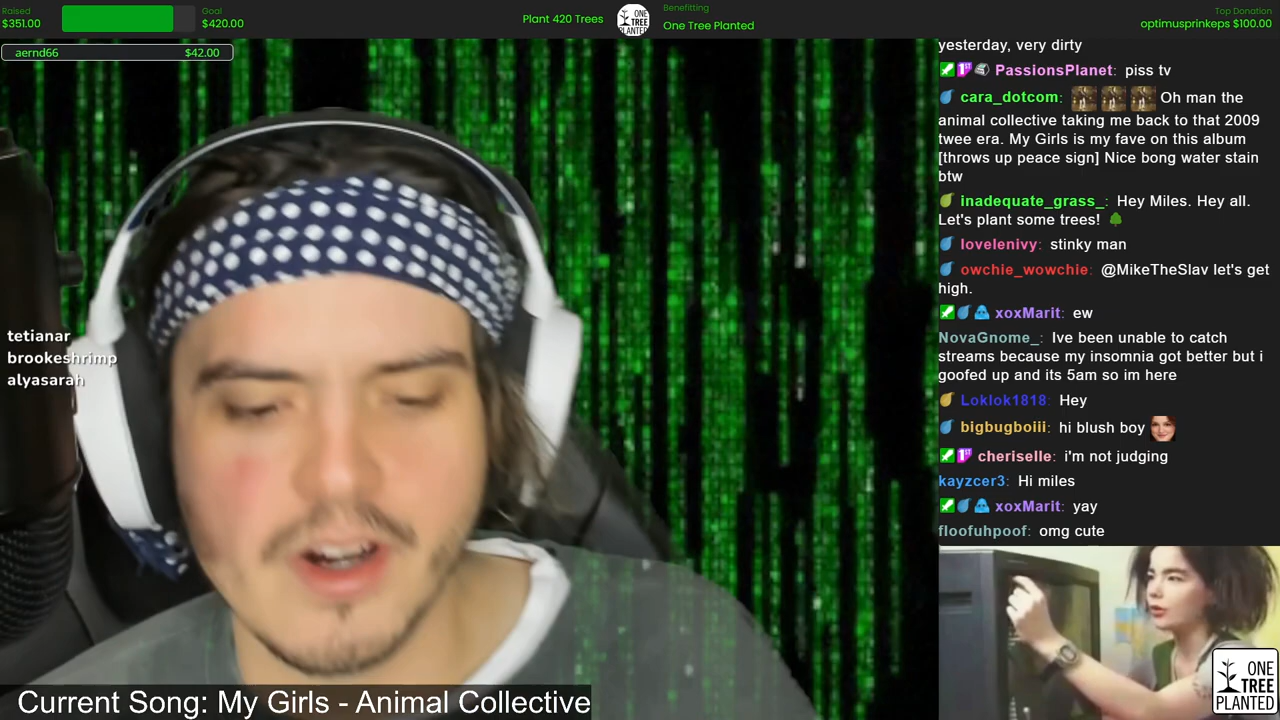 Raised
$351.00
Goal
$420.00
Plant 420 Trees
ONE
TREE
PLANTED
Benefitting
One Tree Planted
Top Donation
optimusprinkeps $100.00
aernd66 $42.00
tetianar
brookeshrimp
alyasarah
yesterday, very dirty
PassionsPlanet: piss tv
cara_dotcom: Oh man the
animal collective taking me back to that 2009
twee era. My Girls is my fave on this album
[throws up peace sign] Nice bong water stain
btw
inadequate_grass_: Hey Miles. Hey all.
Let's plant some trees!
lovelenivy: stinky man
owchie_wowchie: @MikeTheSlav let's get
high.
xoxMarit: ew
NovaGnome_: Ive been unable to catch
streams because my insomnia got better but i
goofed up and its 5am so im here
Loklok1818: Hey
bigbugboiii: hi blush boy
cheriselle: i'm not judging
kayzcer3: Hi miles
xoxMarit: yay
floofuhpoof: omg cute
Current Song: My Girls - Animal Collective
ONE
TREE
PLANTED